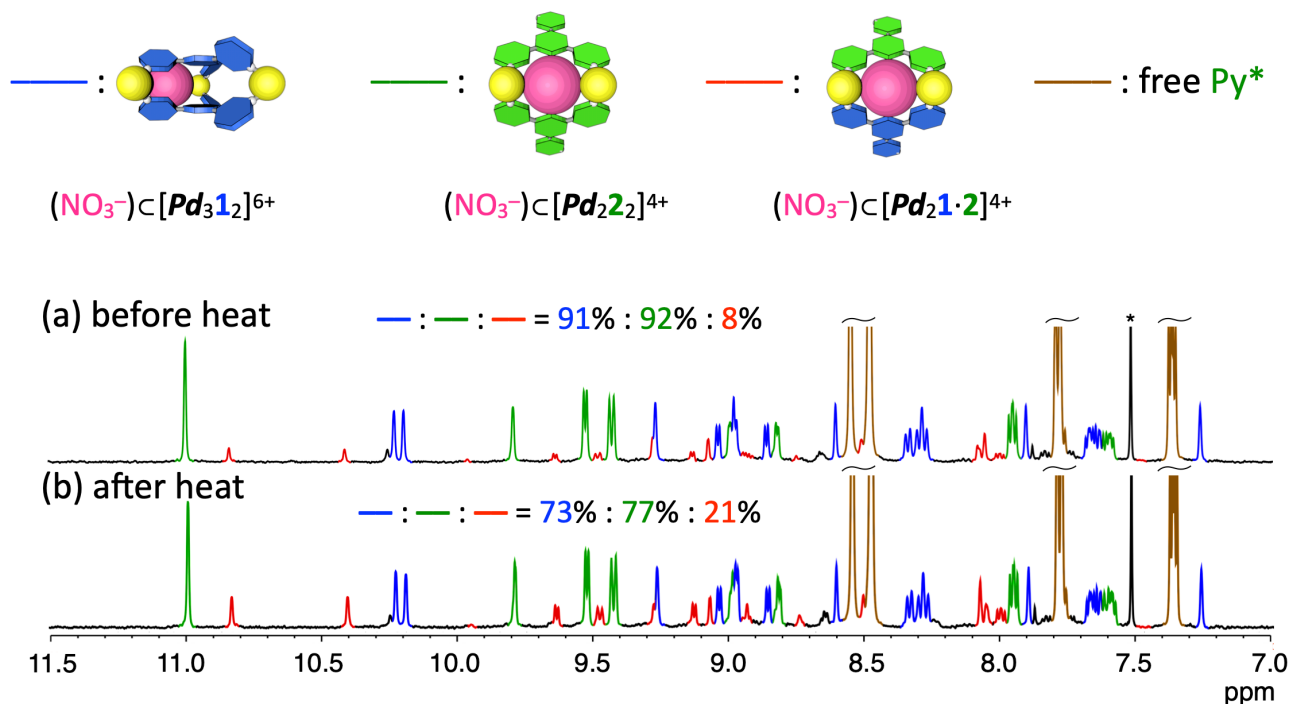 : : : : free Py*
(NO₃⁻)⊂[Pd₃1₂]⁶⁺ (NO₃⁻)⊂[Pd₂2₂]⁴⁺ (NO₃⁻)⊂[Pd₂1·2]⁴⁺
(a) before heat — : — : — = 91% : 92% : 8%
*
(b) after heat — : — : — = 73% : 77% : 21%
11.5 11.0 10.5 10.0 9.5 9.0 8.5 8.0 7.5 7.0
ppm